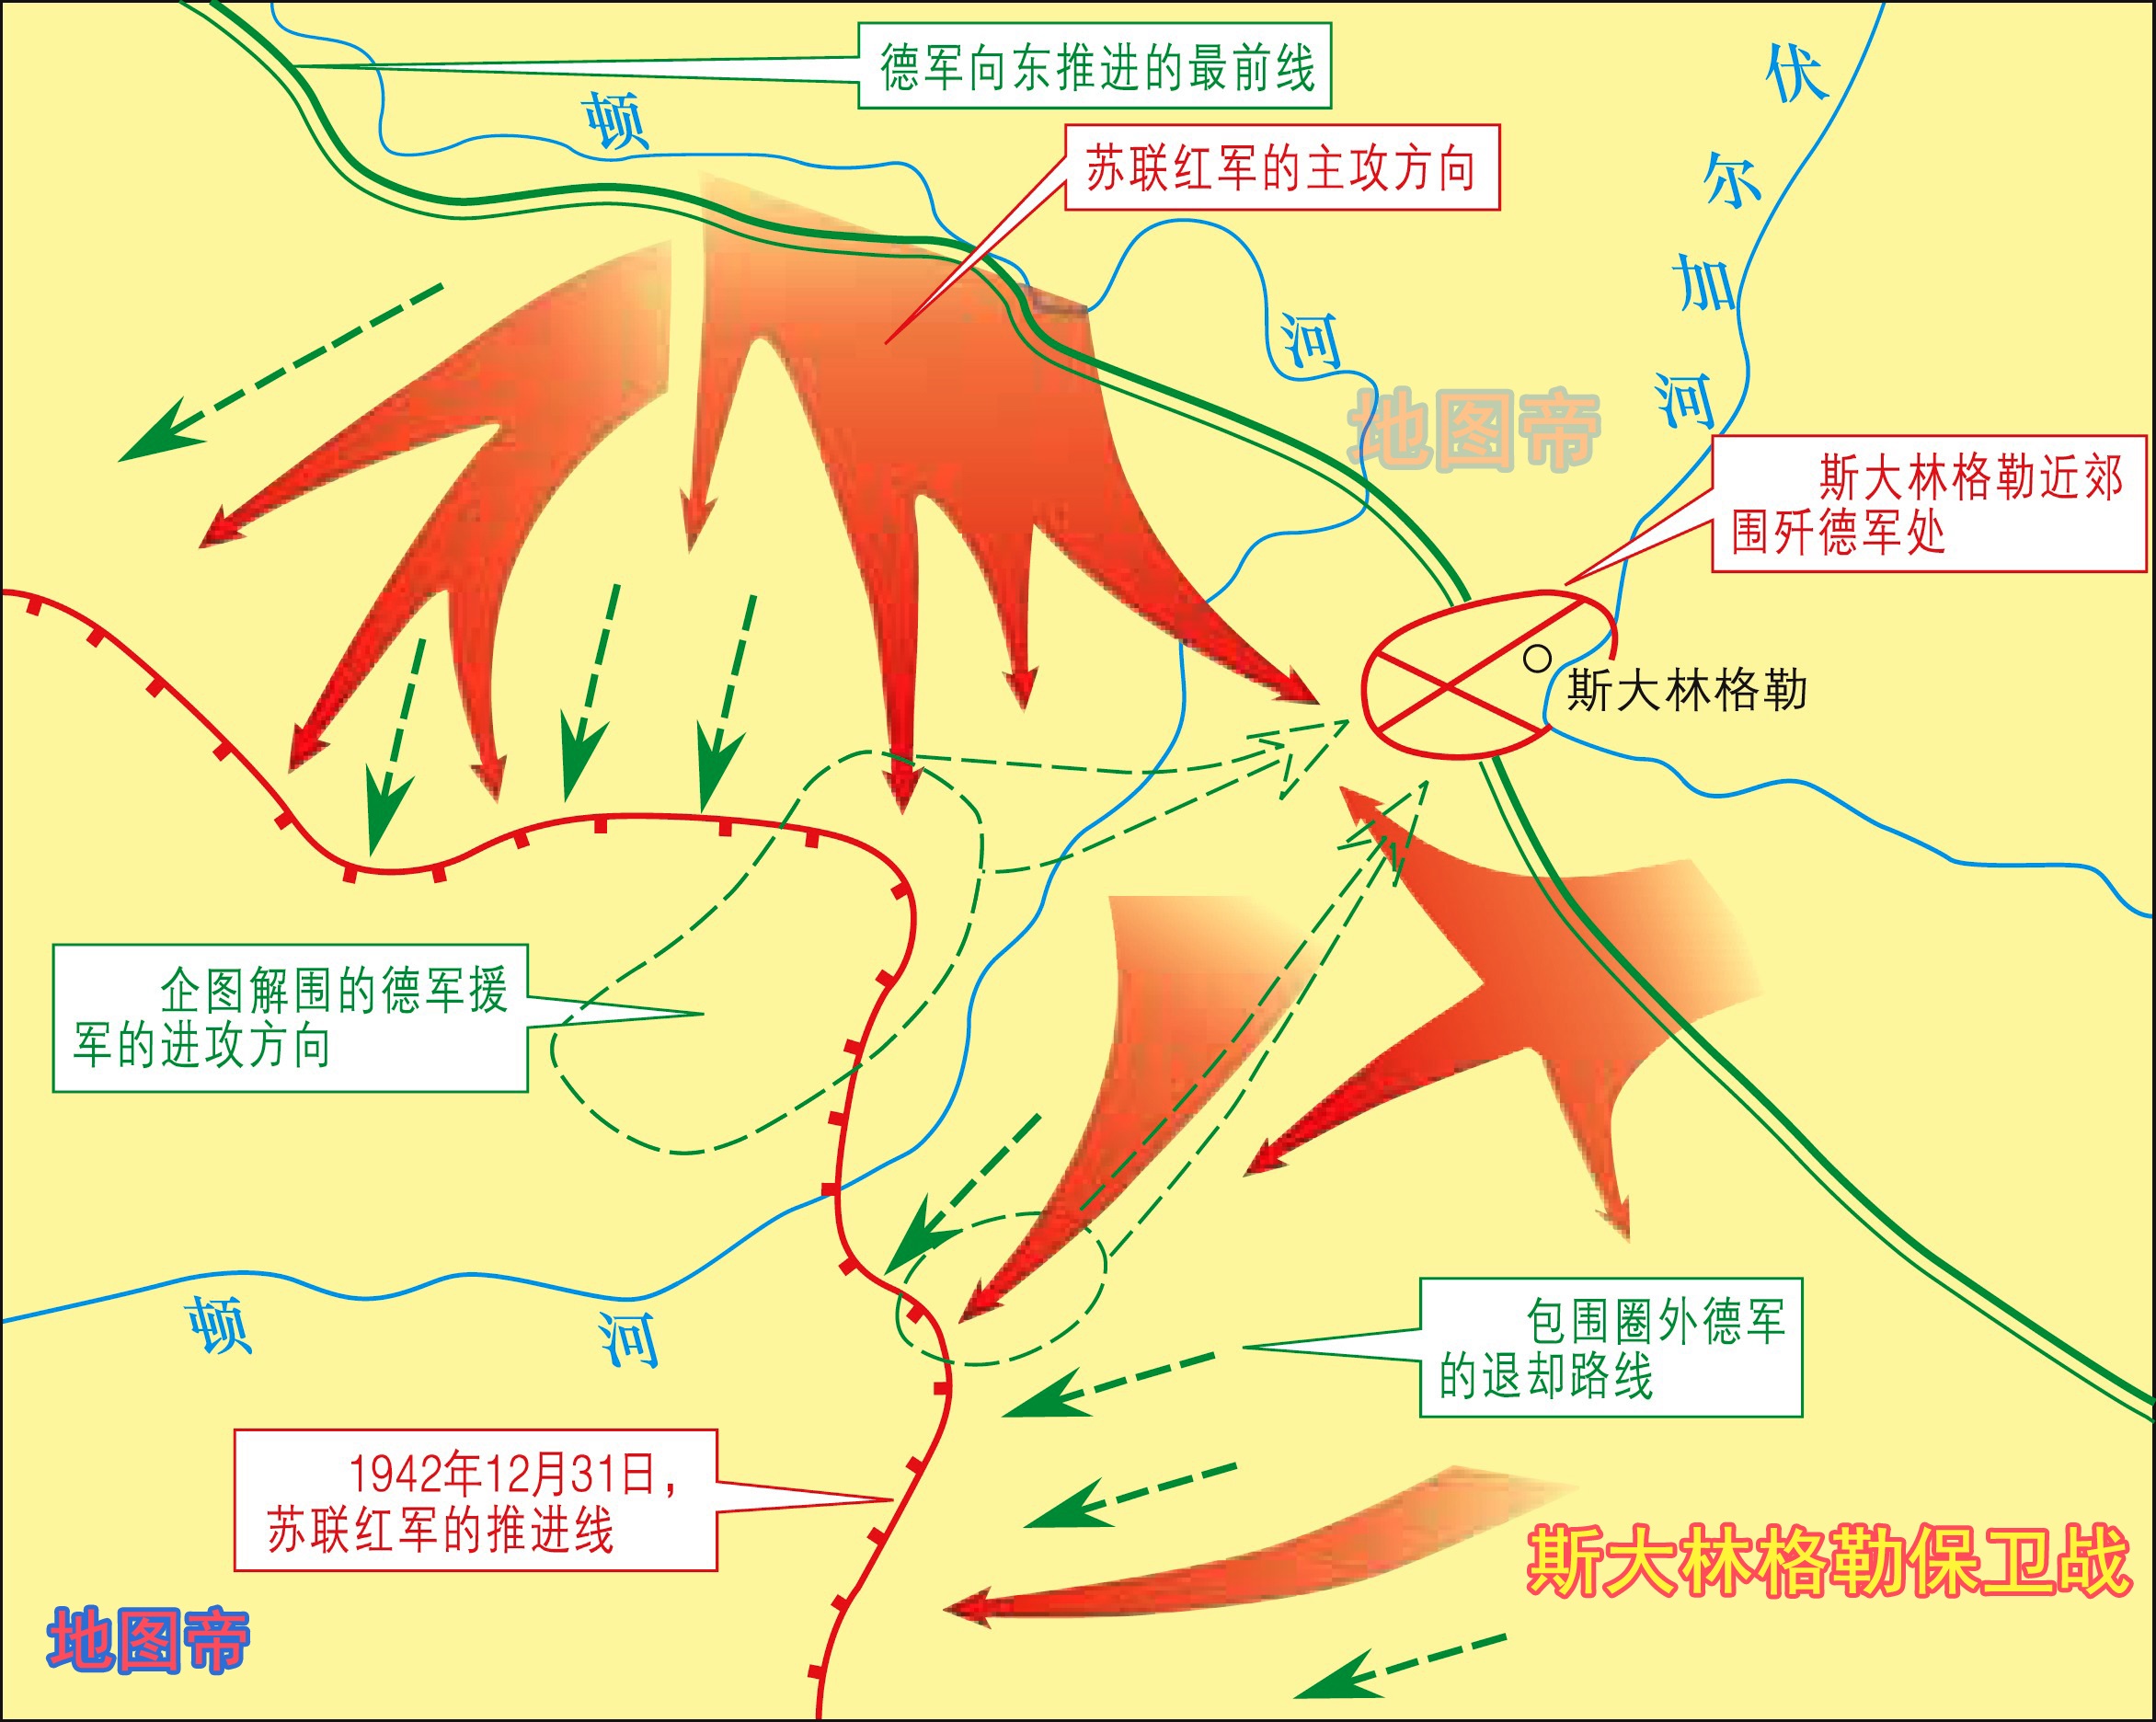 德军向东推进的最前线
伏尔加河
顿河
苏联红军的主攻方向
地图帝
斯大林格勒近郊
围歼德军处
斯大林格勒
企图解围的德军援
军的进攻方向
包围圈外德军
的退却路线
顿河
1942年12月31日，
苏联红军的推进线
斯大林格勒保卫战
地图帝